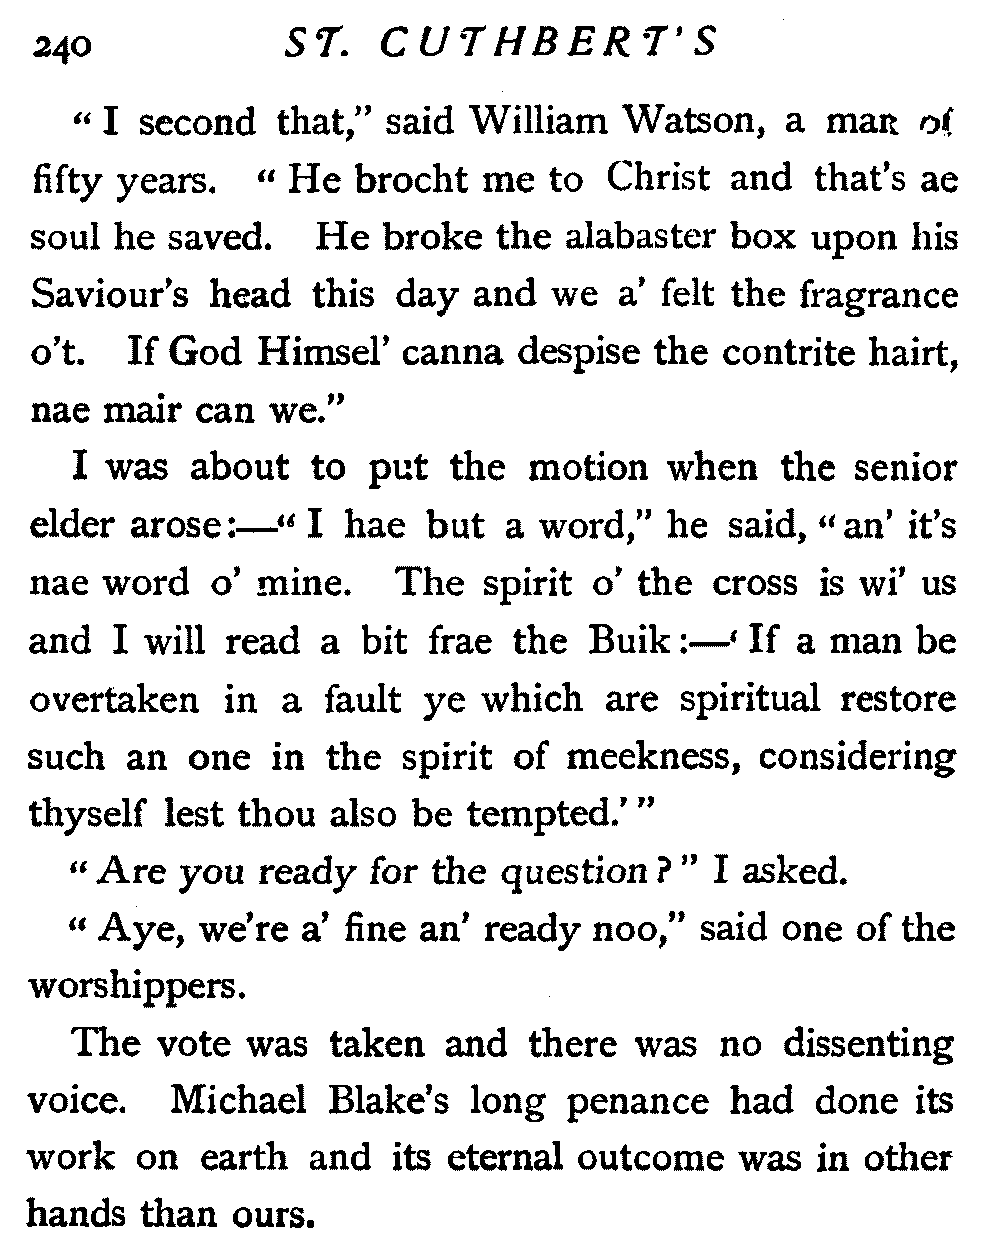 240 ST. CUTHBERT'S
“ I second that,” said William Watson, a man of
fifty years. “ He brocht me to Christ and that's ae
soul he saved. He broke the alabaster box upon his
Saviour's head this day and we a' felt the fragrance
o't. If God Himsel' canna despise the contrite hairt,
nae mair can we.”
I was about to put the motion when the senior
elder arose:—“ I hae but a word,” he said, “ an' it's
nae word o' mine. The spirit o' the cross is wi' us
and I will read a bit frae the Buik:—‘ If a man be
overtaken in a fault ye which are spiritual restore
such an one in the spirit of meekness, considering
thyself lest thou also be tempted.’ ”
“ Are you ready for the question ? ” I asked.
“ Aye, we're a' fine an' ready noo,” said one of the
worshippers.
The vote was taken and there was no dissenting
voice. Michael Blake's long penance had done its
work on earth and its eternal outcome was in other
hands than ours.